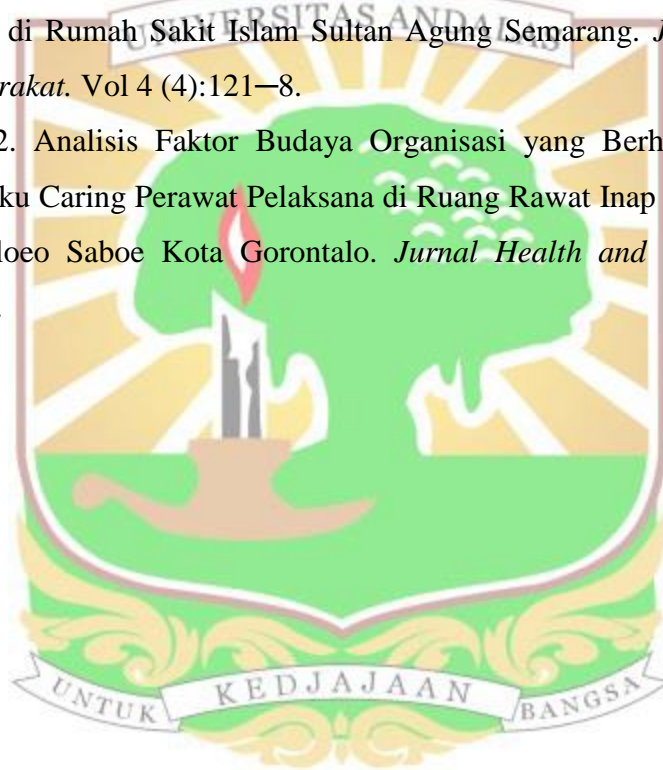 UNIVERSITAS ANDALAS
di Rumah Sakit Islam Sultan Agung Semarang. J
rakat. Vol 4 (4):121–8.
2. Analisis Faktor Budaya Organisasi yang Berh
ku Caring Perawat Pelaksana di Ruang Rawat Inap
loeo Saboe Kota Gorontalo. Jurnal Health and
UNTUK KEDJAJAAN BANGSA